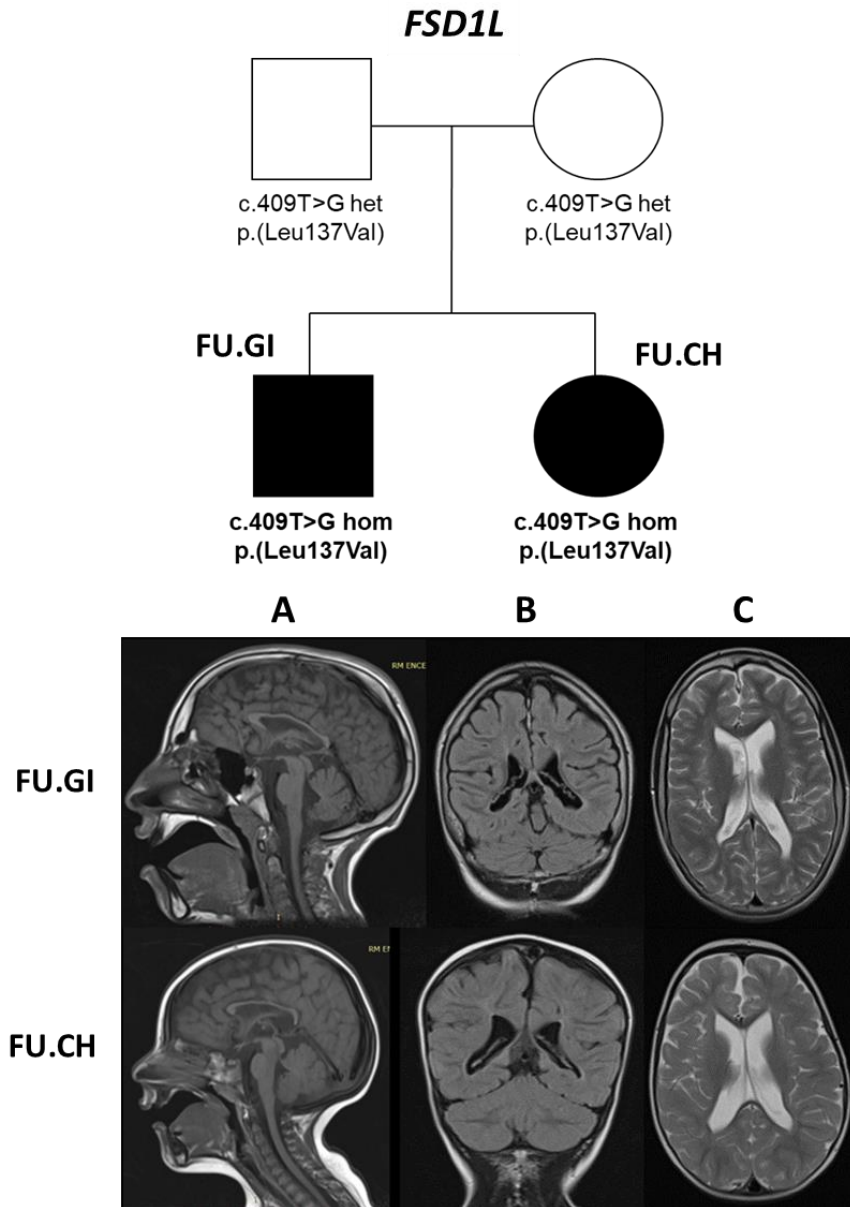 FSD1L
c.409T>G het
p.(Leu137Val)
c.409T>G het
p.(Leu137Val)
FU.GI
FU.CH
c.409T>G hom
p.(Leu137Val)
c.409T>G hom
p.(Leu137Val)
A
B
C
RM ENCE
FU.GI
RM EN
FU.CH